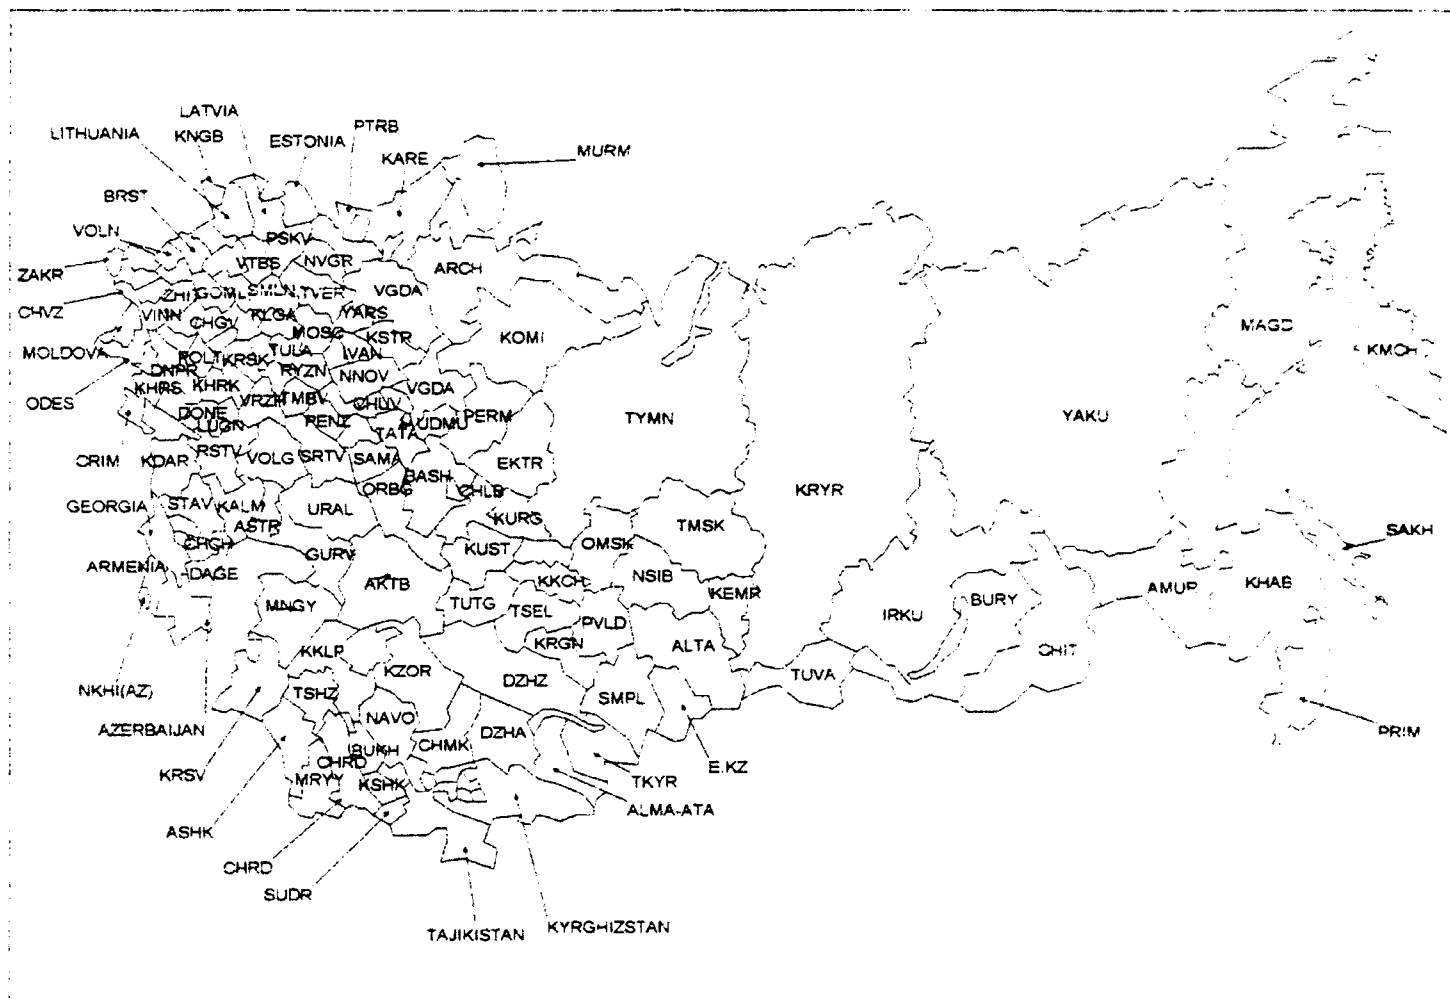 LATVIA
KNGB
LITHUANIA
ESTONIA
PTRB
KARE
MURM
BRST
VOLN
PSKV
ZAKR
VTBS
NVGR
ARCH
CHVZ
ZHIT
GOML
SMLN
TVER
VGDA
VINN
CHGV
KLGA
YARS
MOSC
KSTR
KOMI
MAGD
KMCH
MOLDOVA
POLT
KRSK
TULA
IVAN
DNPR
RYZN
NNOV
ODES
KHRS
KHRK
VRZH
TMBV
CHUV
VGDA
DONE
LUGN
PENZ
TATA
UDMU
PERM
TYMN
YAKU
CRIM
KDAR
RSTV
VOLG
SRTV
SAMA
BASH
EKTR
ORBG
CHLB
KRYR
GEORGIA
STAV
KALM
ASTR
URAL
KURG
TMSK
SAKH
CHCH
GURV
KUST
OMSK
ARMENIA
DAGE
AKTB
KKCH
NSIB
KEMR
MNGY
TUTG
TSEL
PVLD
IRKU
BURY
AMUR
KHAB
KRGN
ALTA
CHIT
KKLP
KZOR
DZHZ
TUVA
NKHI(AZ)
TSHZ
SMPL
AZERBAIJAN
NAVO
CHMK
DZHA
PRIM
BUKH
CHRD
KRSV
MRYY
KSHK
TKYR
E.KZ
ALMA-ATA
ASHK
CHRD
SUDR
TAJIKISTAN
KYRGHIZSTAN